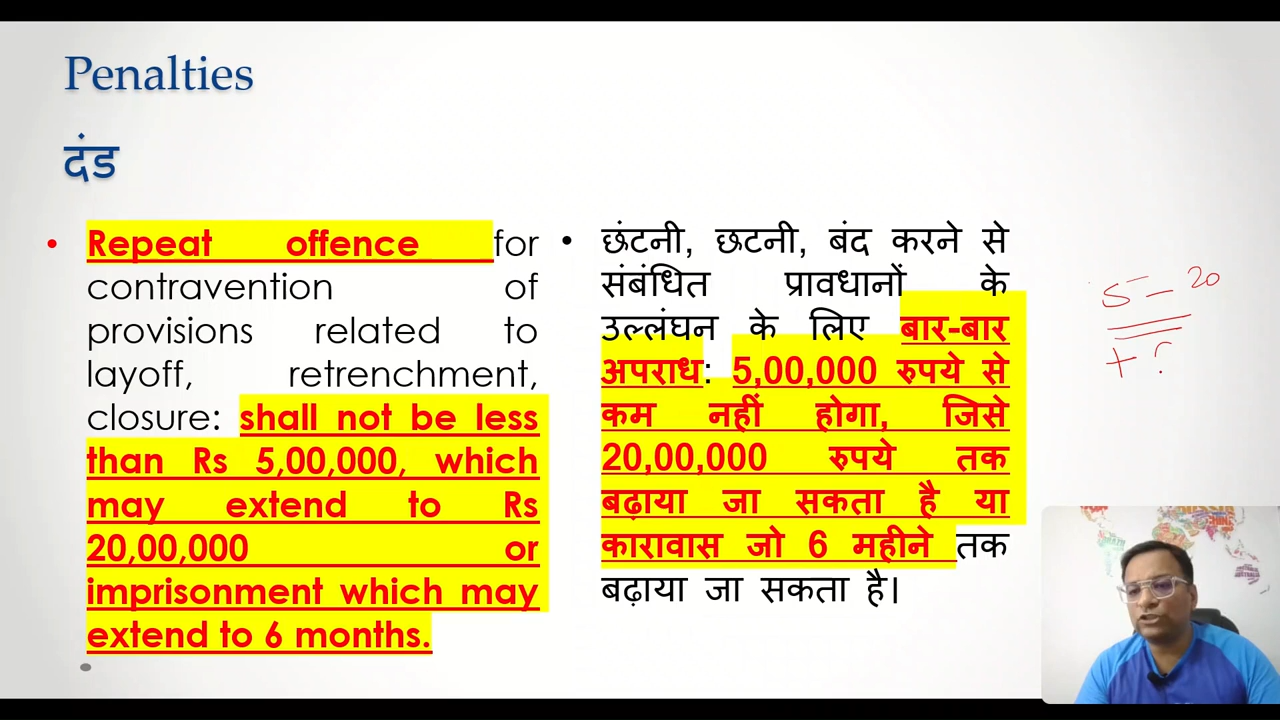 Penalties
दंड
• Repeat offence for
contravention of
provisions related to
layoff, retrenchment,
closure: shall not be less
than Rs 5,00,000, which
may extend to Rs
20,00,000 or
imprisonment which may
extend to 6 months.
• छंटनी, छटनी, बंद करने से
संबंधित प्रावधानों के
उल्लंघन के लिए बार-बार
अपराध: 5,00,000 रुपये से
कम नहीं होगा, जिसे
20,00,000 रुपये तक
बढ़ाया जा सकता है या
कारावास जो 6 महीने तक
बढ़ाया जा सकता है।
5 - 20
+ ?